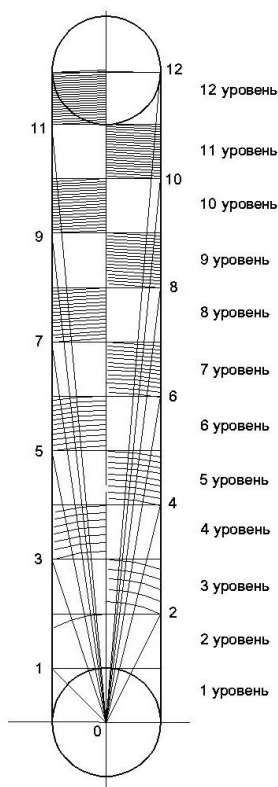 12
12 уровень
11
11 уровень
10
10 уровень
9
9 уровень
8
8 уровень
7
7 уровень
6
6 уровень
5
5 уровень
4
4 уровень
3
3 уровень
2
2 уровень
1
1 уровень
0